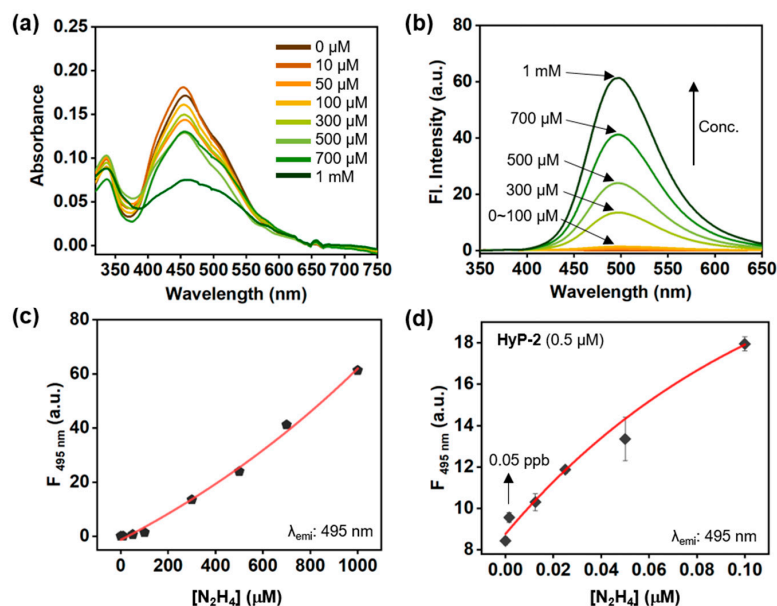 (a)
0 µM
10 µM
50 µM
100 µM
300 µM
500 µM
700 µM
1 mM
Absorbance
0.20
0.15
0.10
0.05
0.00
350 400 450 500 550 600 650 700 750
Wavelength (nm)
(b)
1 mM
700 µM
500 µM
300 µM
0~100 µM
Conc.
Fl. Intensity (a.u.)
80
60
40
20
0
350 400 450 500 550 600 650
Wavelength (nm)
(c)
F 495 nm (a.u.)
80
60
40
20
0
0 200 400 600 800 1000
λemi: 495 nm
[N2H4] (µM)
(d)
HyP-2 (0.5 µM)
0.05 ppb
F 495 nm (a.u.)
18
16
14
12
10
8
0.00 0.02 0.04 0.06 0.08 0.10
λemi: 495 nm
[N2H4] (µM)